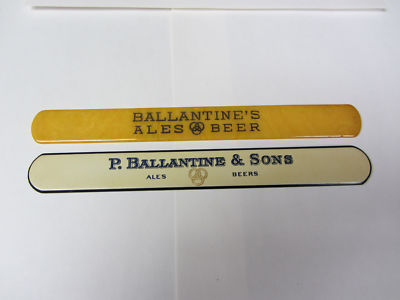 BALLANTINE'S
ALES BEER
P. BALLANTINE & SONS
ALES BEERS